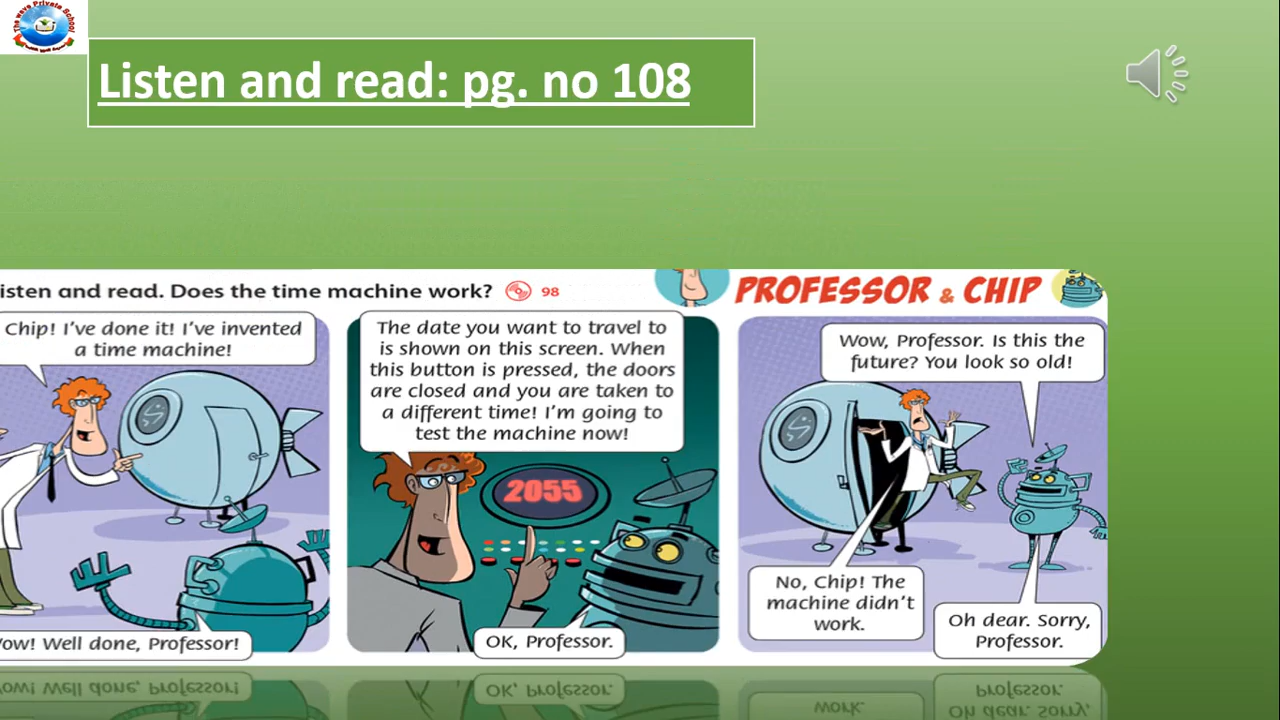 The wave Private School
Listen and read: pg. no 108
isten and read. Does the time machine work? 98
PROFESSOR & CHIP
Chip! I've done it! I've invented
a time machine!
ow! Well done, Professor!
The date you want to travel to
is shown on this screen. When
this button is pressed, the doors
are closed and you are taken to
a different time! I'm going to
test the machine now!
2055
OK, Professor.
Wow, Professor. Is this the
future? You look so old!
No, Chip! The
machine didn't
work.
Oh dear. Sorry,
Professor.